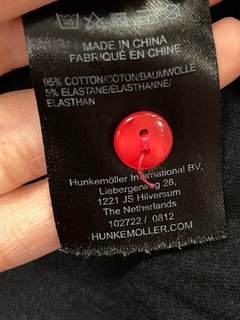 MADE IN CHINA
FABRIQUÉ EN CHINE
95% COTTON/COTON/BAUMWOLLE
5% ELASTANE/ÉLASTHANNE/
ELASTHAN
Hunkemöller International BV,
Liebergerweg 28,
1221 JS Hilversum
The Netherlands
102722 / 0812
HUNKEMOLLER.COM